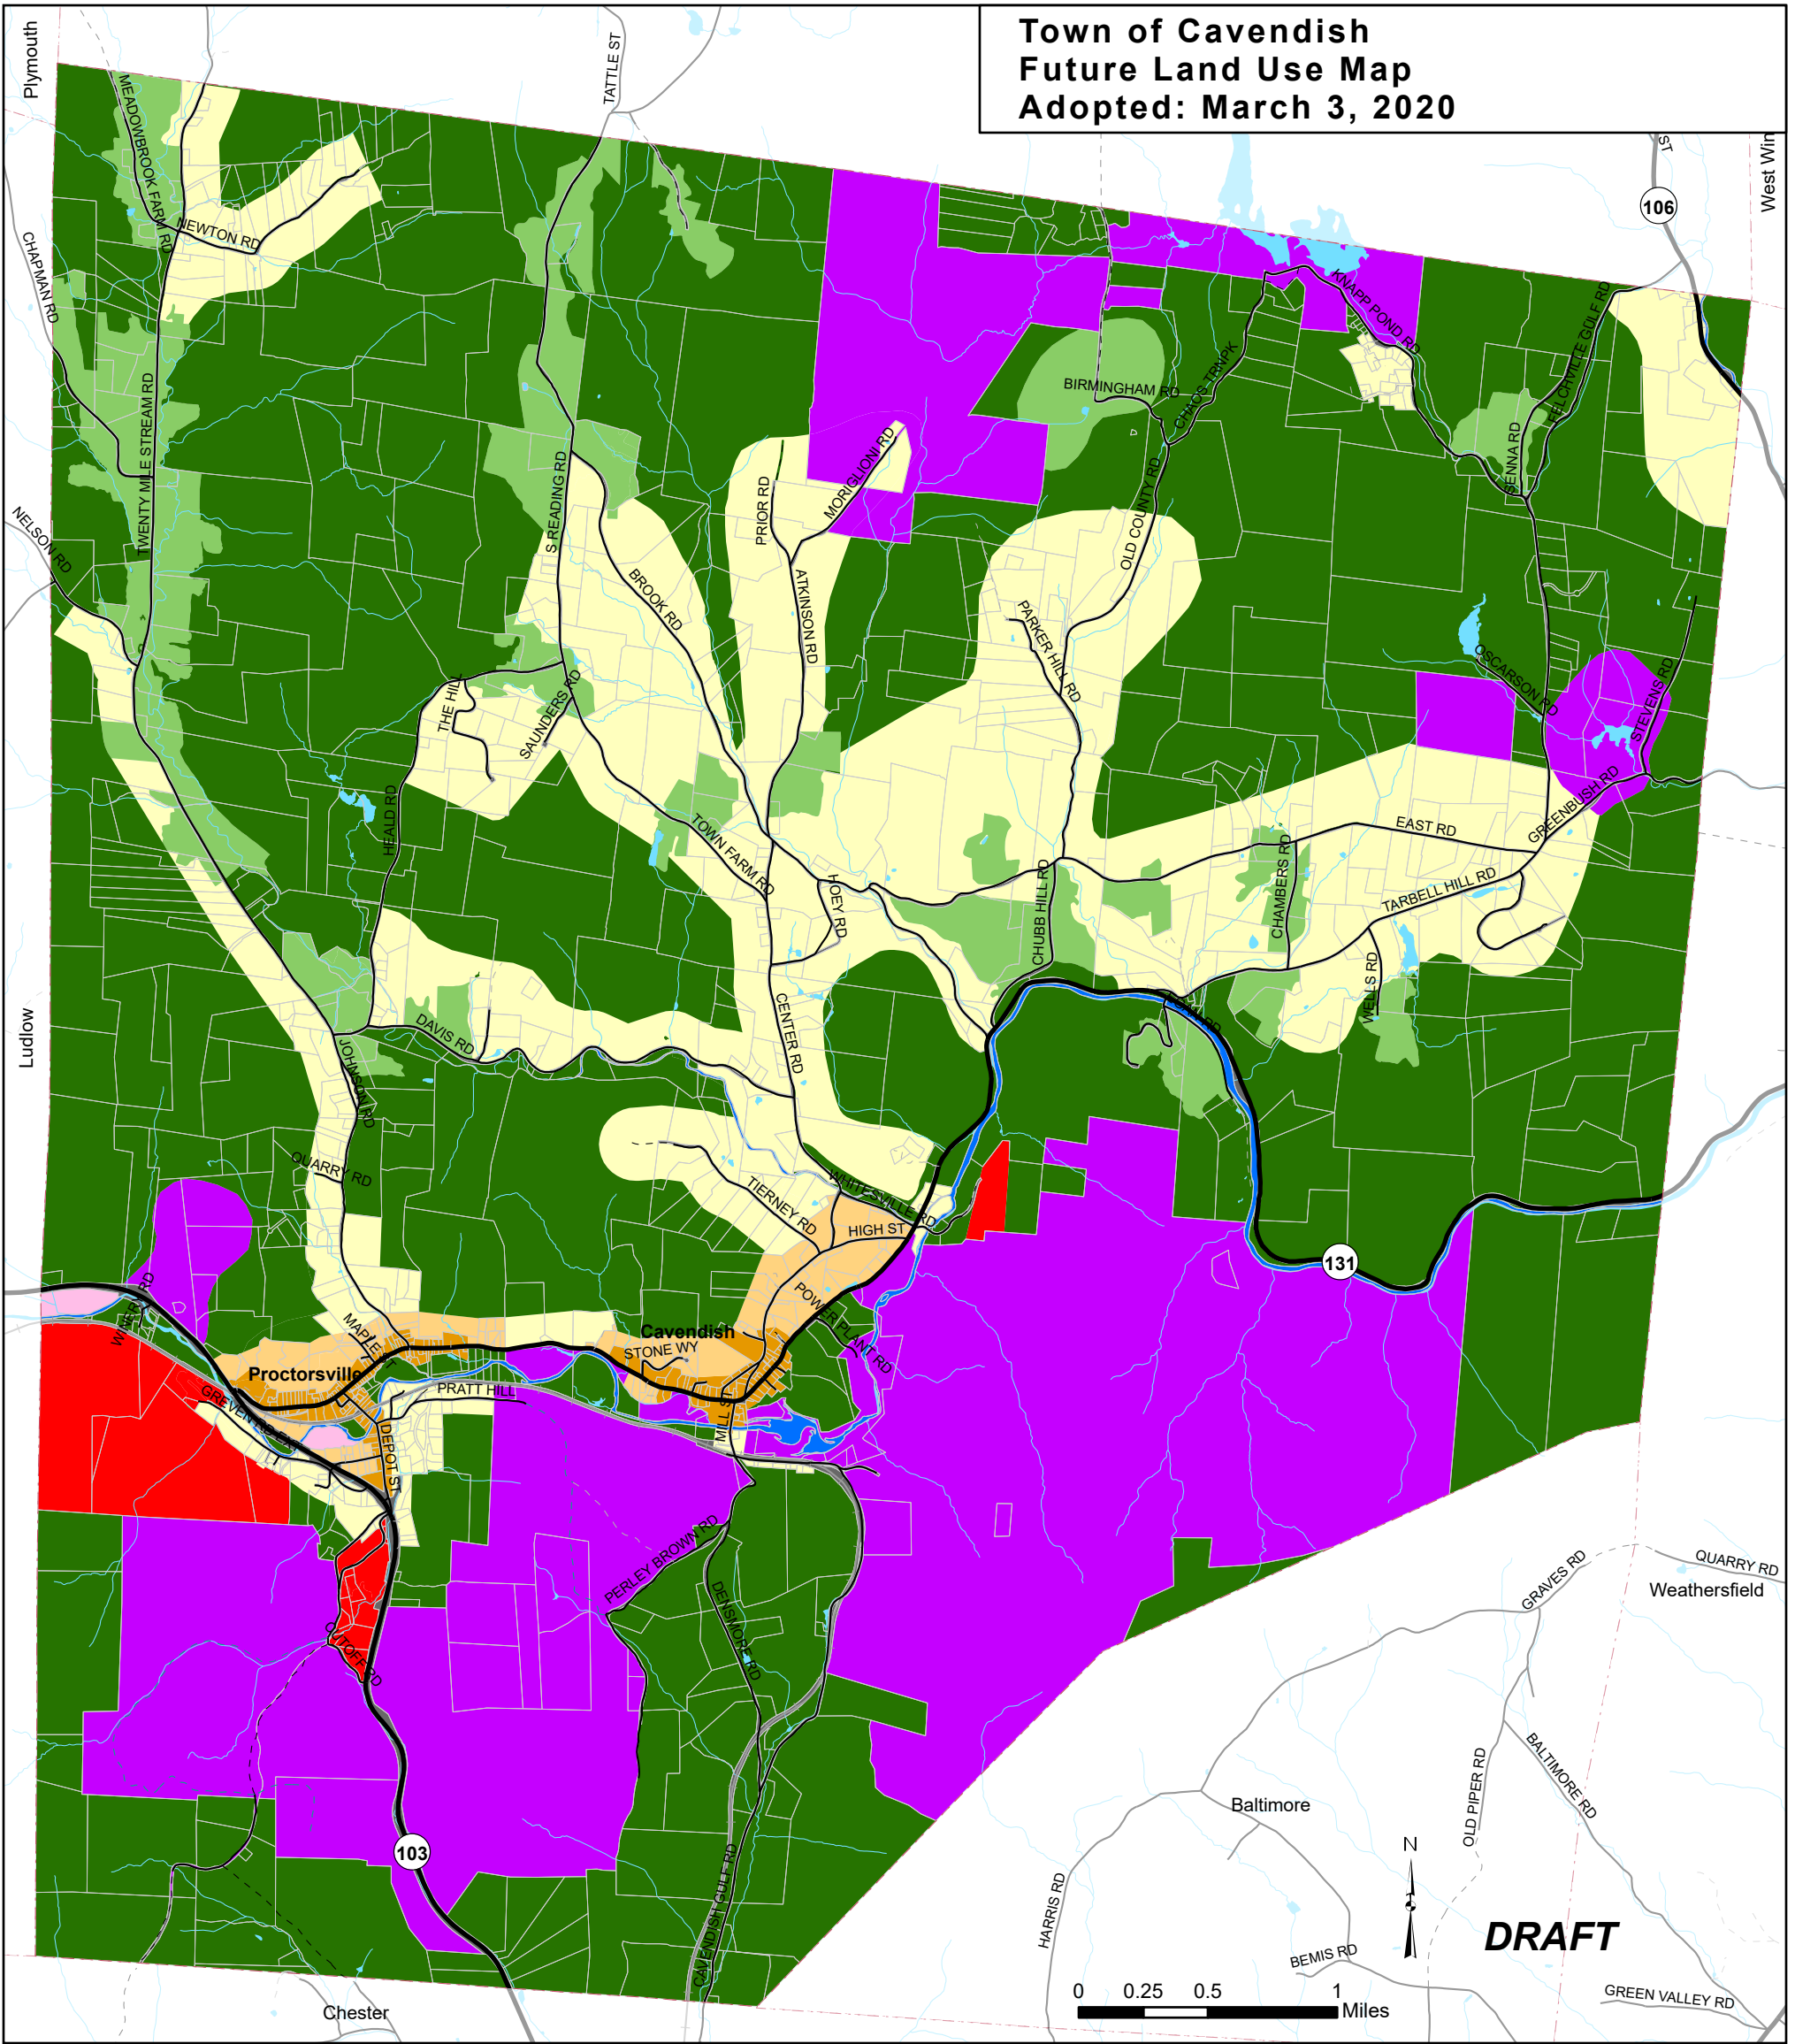 Town of Cavendish
Future Land Use Map
Adopted: March 3, 2020
Plymouth
TATTLE ST
ST
West Win
106
MEADOWBROOK FARM RD
NEWTON RD
CHAPMAN RD
KNAPP POND RD
FELCHVILLE GULF RD
BIRMINGHAM RD
CHAOS TRNPK
TWENTY MILE STREAM RD
S READING RD
PRIOR RD
MORIGLIONI RD
OLD COUNTY RD
SENNA RD
NELSON RD
BROOK RD
ATKINSON RD
PARKER HILL RD
OSCARSON RD
STEVENS RD
THE HILL
SAUNDERS RD
HEALD RD
TOWN FARM RD
HOEY RD
CHUBB HILL RD
CHAMBERS RD
EAST RD
GREENBUSH RD
TARBELL HILL RD
WELLS RD
Ludlow
DAVIS RD
CENTER RD
JOHNSON RD
QUARRY RD
TIERNEY RD
WHITESVILLE RD
HIGH ST
131
WINERY RD
MAPLE ST
Cavendish
STONE WY
POWER PLANT RD
Proctorsville
PRATT HILL
GREVEN RD EXT
DEPOT ST
MILL ST
PERLEY BROWN RD
DENSMORE RD
CUTOFF RD
GRAVES RD
QUARRY RD
Weathersfield
OLD PIPER RD
BALTIMORE RD
Baltimore
103
CAVENDISH GULF RD
HARRIS RD
N
DRAFT
BEMIS RD
GREEN VALLEY RD
0 0.25 0.5 1
Miles
Chester